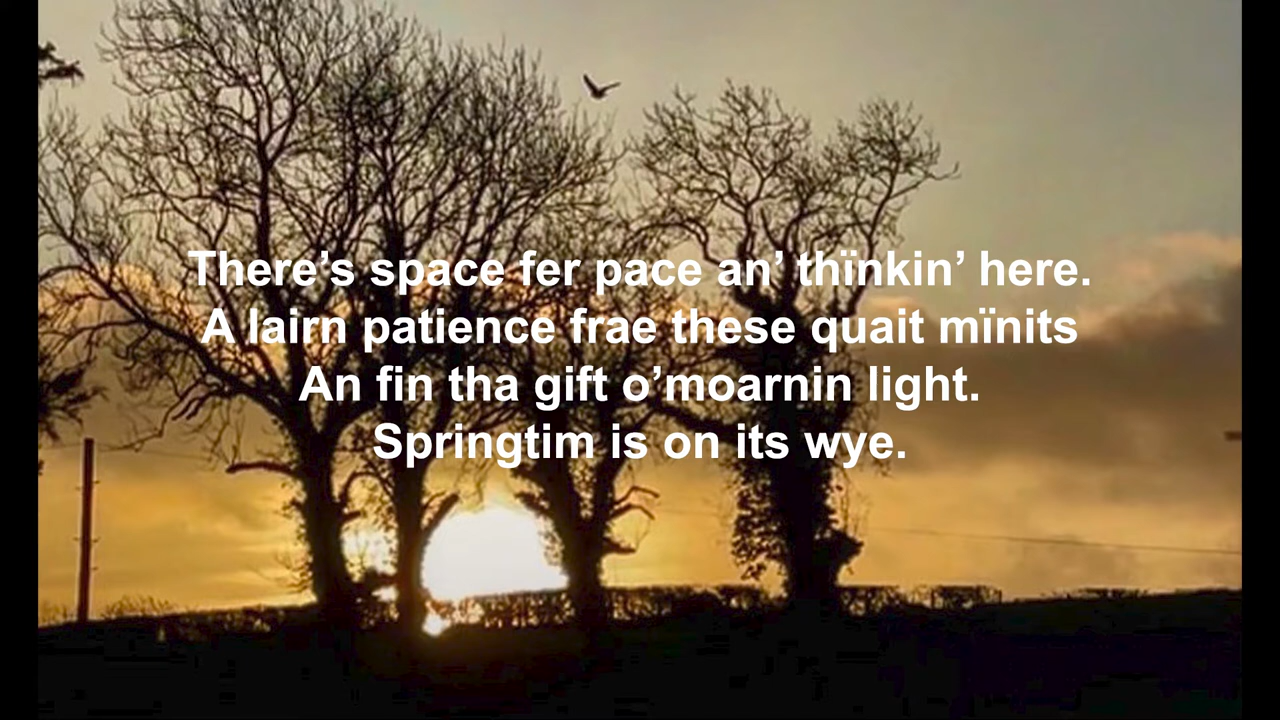 There’s space fer pace an’ thïnkin’ here.
A lairn patience frae these quait mïnits
An fin tha gift o’moarnin light.
Springtim is on its wye.